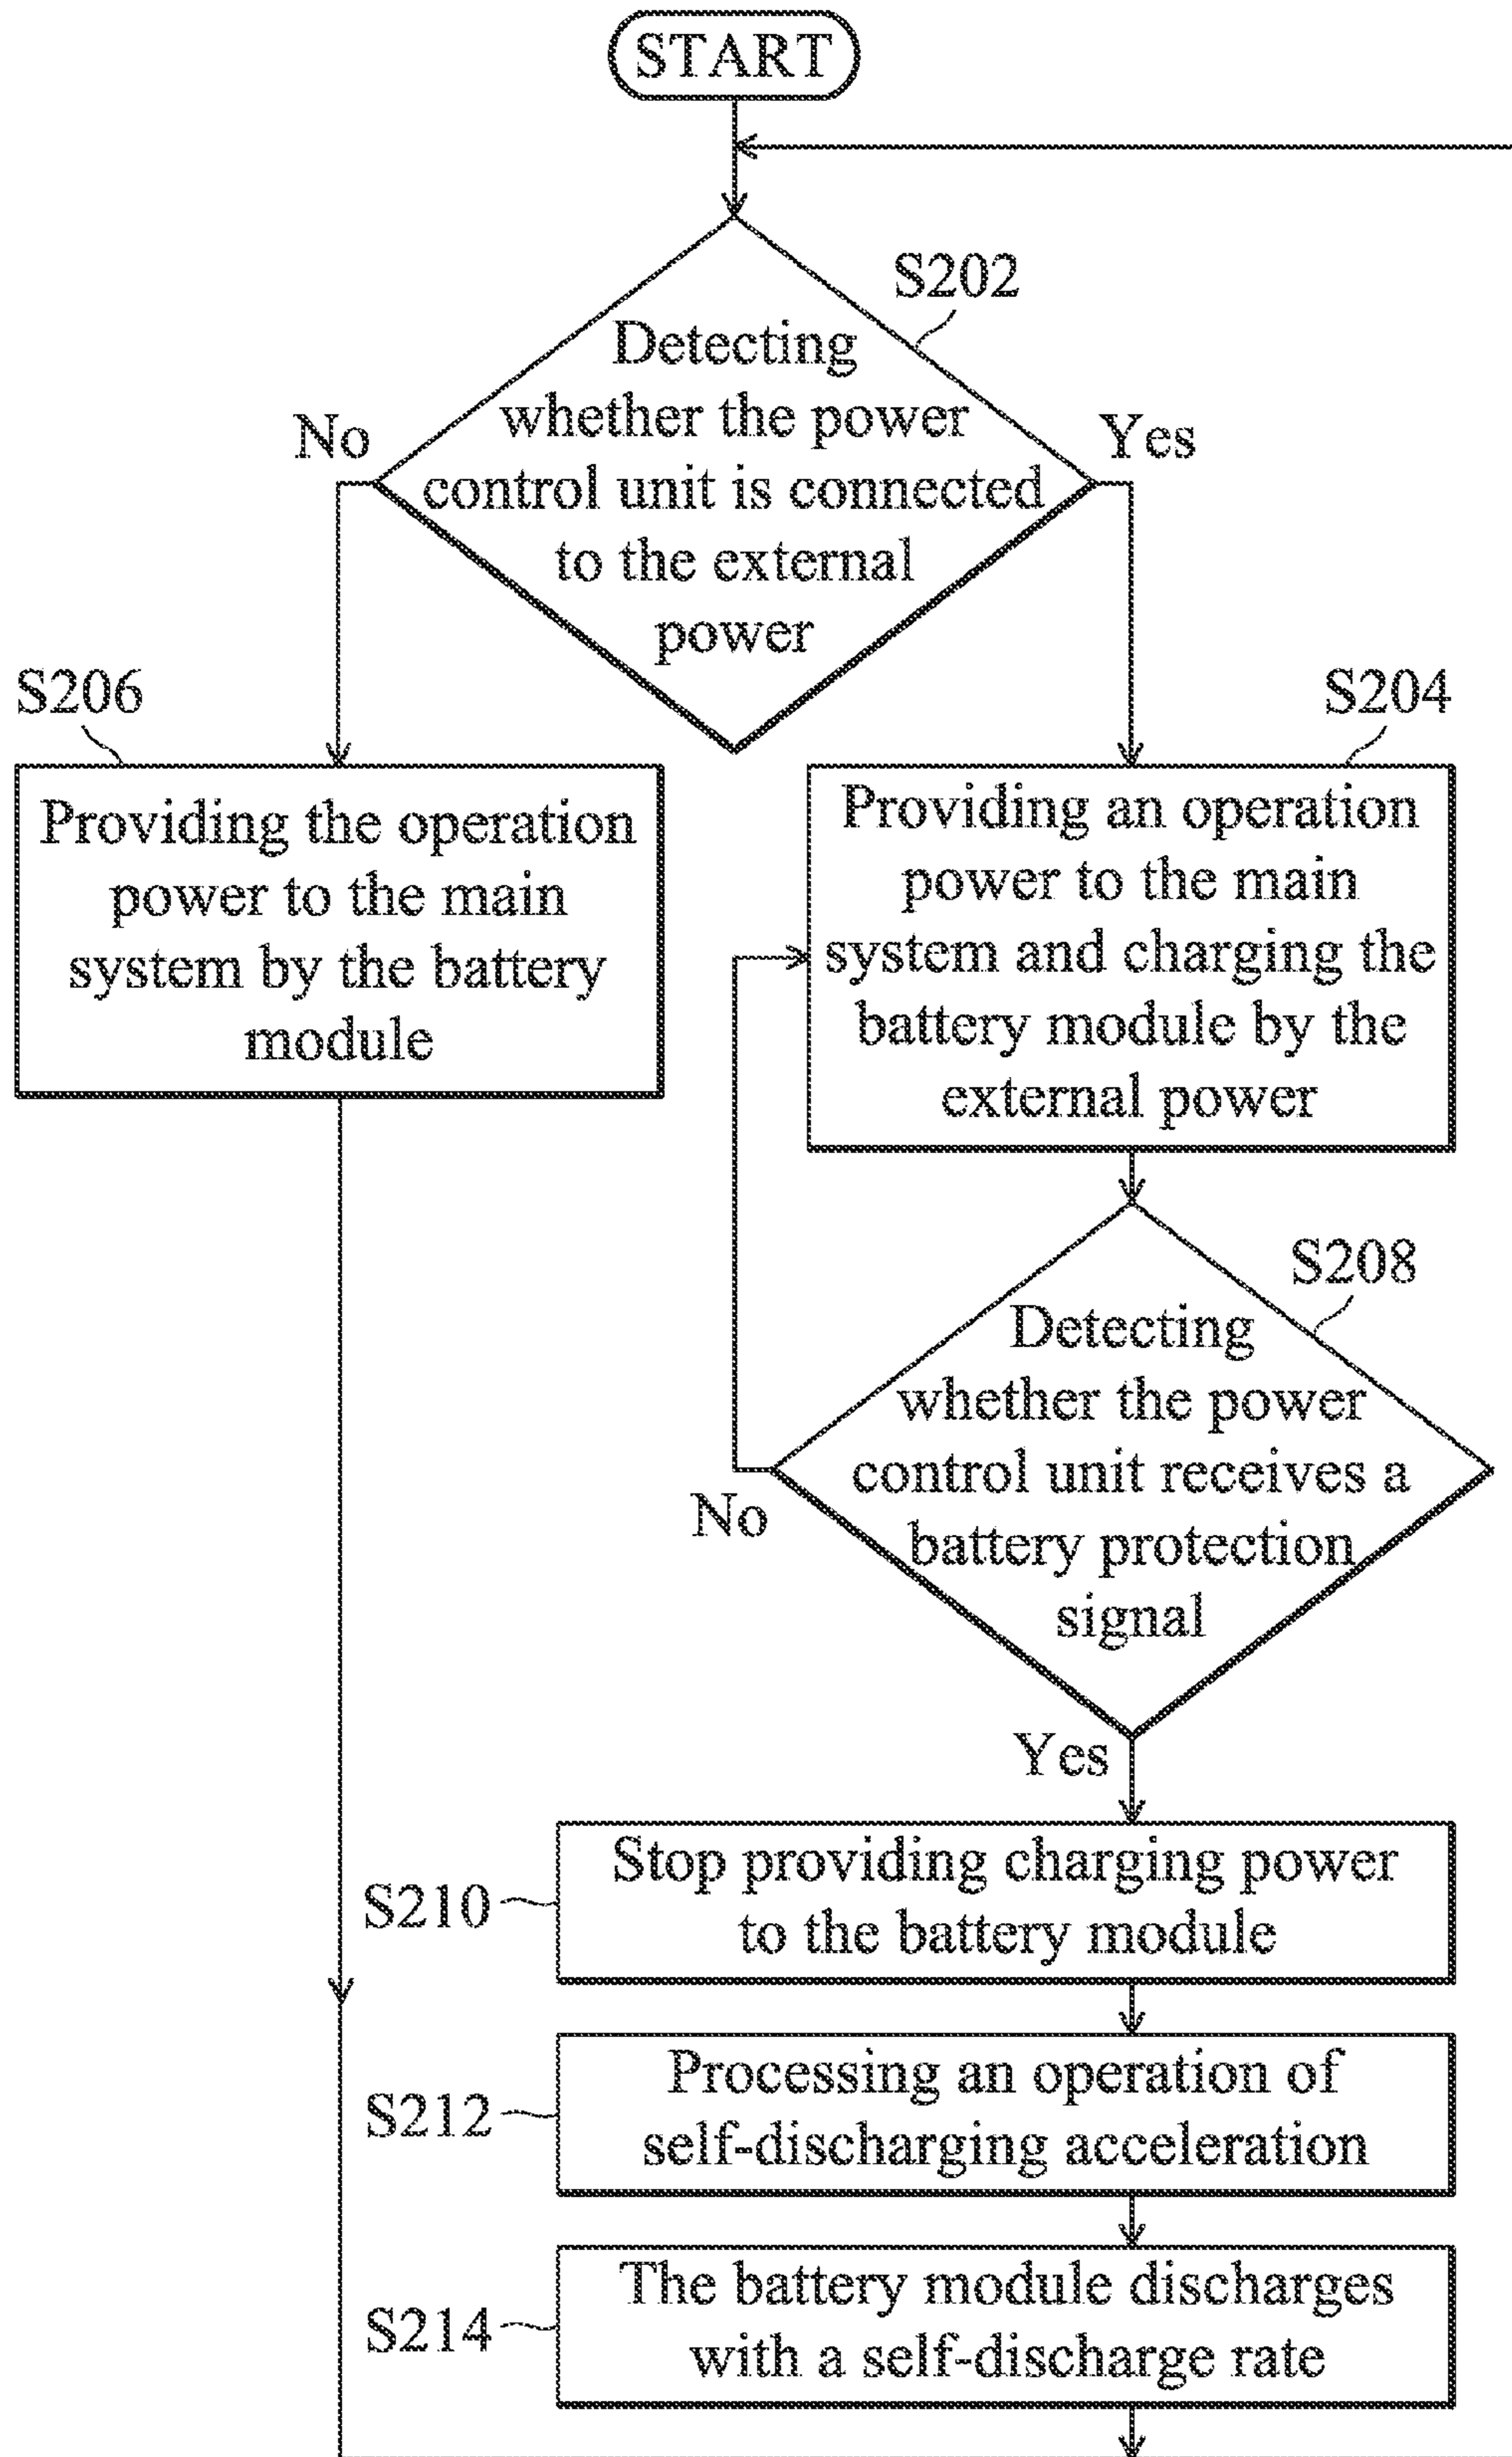 START
S202
Detecting
whether the power
control unit is connected
to the external
power
No
Yes
S206
Providing the operation
power to the main
system by the battery
module
S204
Providing an operation
power to the main
system and charging the
battery module by the
external power
S208
Detecting
whether the power
control unit receives a
battery protection
signal
No
Yes
S210
Stop providing charging power
to the battery module
S212
Processing an operation of
self-discharging acceleration
S214
The battery module discharges
with a self-discharge rate